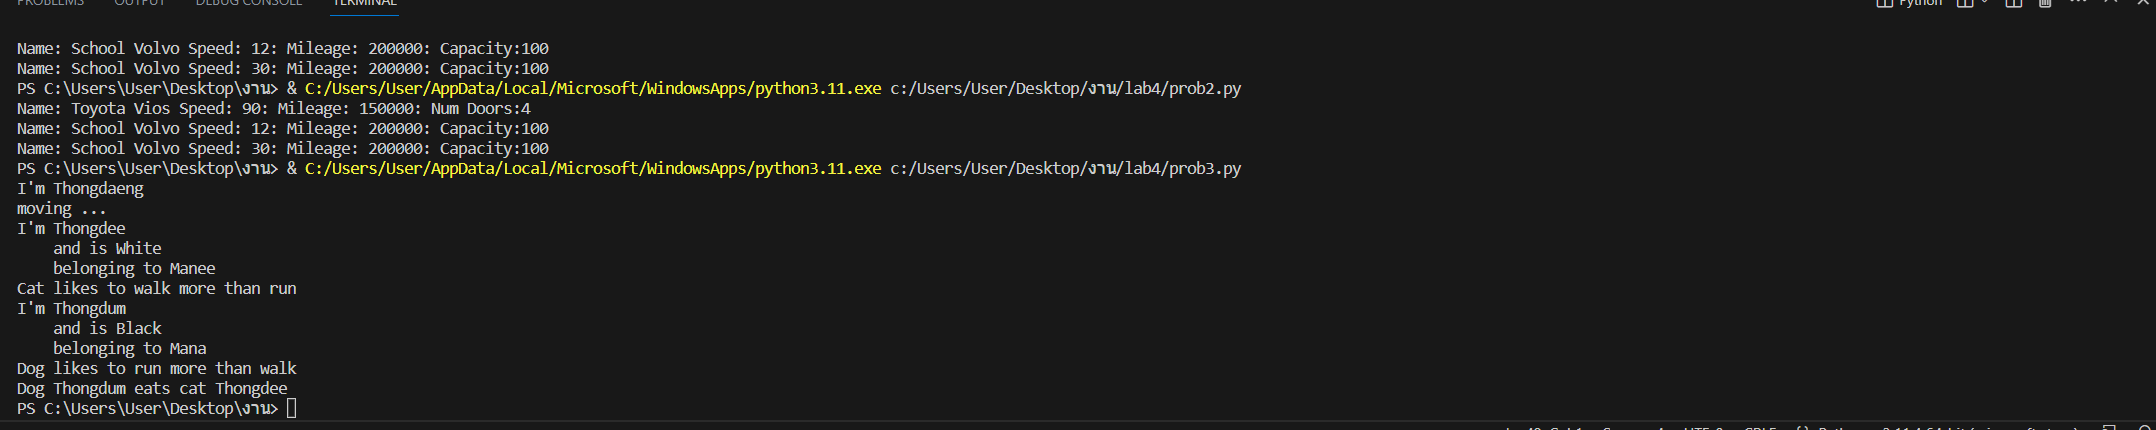 PROBLEMS OUTPUT DEBUG CONSOLE TERMINAL Python
Name: School Volvo Speed: 12: Mileage: 200000: Capacity:100
Name: School Volvo Speed: 30: Mileage: 200000: Capacity:100
PS C:\Users\User\Desktop\งาน> & C:/Users/User/AppData/Local/Microsoft/WindowsApps/python3.11.exe c:/Users/User/Desktop/งาน/lab4/prob2.py
Name: Toyota Vios Speed: 90: Mileage: 150000: Num Doors:4
Name: School Volvo Speed: 12: Mileage: 200000: Capacity:100
Name: School Volvo Speed: 30: Mileage: 200000: Capacity:100
PS C:\Users\User\Desktop\งาน> & C:/Users/User/AppData/Local/Microsoft/WindowsApps/python3.11.exe c:/Users/User/Desktop/งาน/lab4/prob3.py
I'm Thongdaeng
moving ...
I'm Thongdee
    and is White
    belonging to Manee
Cat likes to walk more than run
I'm Thongdum
    and is Black
    belonging to Mana
Dog likes to run more than walk
Dog Thongdum eats cat Thongdee
PS C:\Users\User\Desktop\งาน>